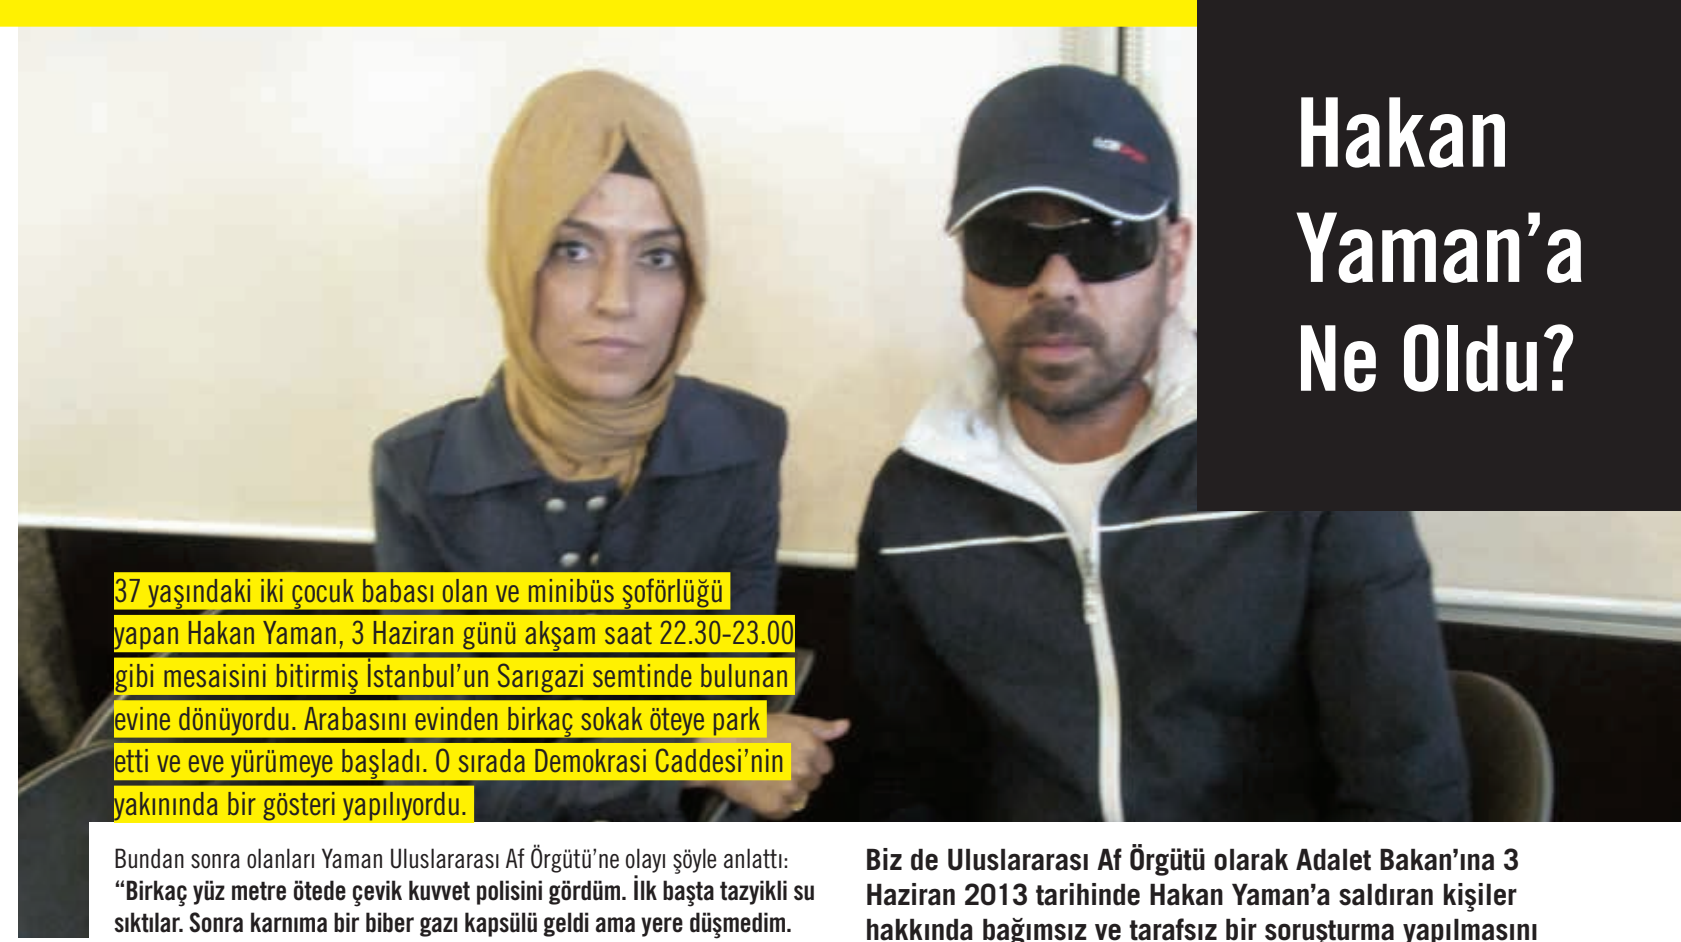 Hakan
Yaman’a
Ne Oldu?
37 yaşındaki iki çocuk babası olan ve minibüs şoförlüğü
yapan Hakan Yaman, 3 Haziran günü akşam saat 22.30-23.00
gibi mesaisini bitirmiş İstanbul’un Sarıgazi semtinde bulunan
evine dönüyordu. Arabasını evinden birkaç sokak öteye park
etti ve eve yürümeye başladı. O sırada Demokrasi Caddesi’nin
yakınında bir gösteri yapılıyordu.
Bundan sonra olanları Yaman Uluslararası Af Örgütü’ne olayı şöyle anlattı:
“Birkaç yüz metre ötede çevik kuvvet polisini gördüm. İlk başta tazyikli su
sıktılar. Sonra karnıma bir biber gazı kapsülü geldi ama yere düşmedim.
Biz de Uluslararası Af Örgütü olarak Adalet Bakan’ına 3
Haziran 2013 tarihinde Hakan Yaman’a saldıran kişiler
hakkında bağımsız ve tarafsız bir soruşturma yapılmasını